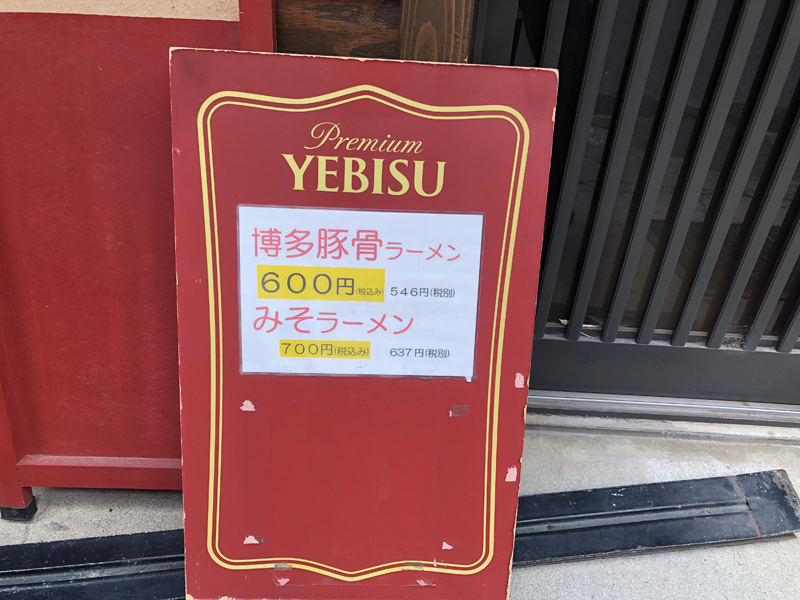 Premium
YEBISU
博多豚骨ラーメン
600円(税込み) 546円(税別)
みそラーメン
700円(税込み) 637円(税別)